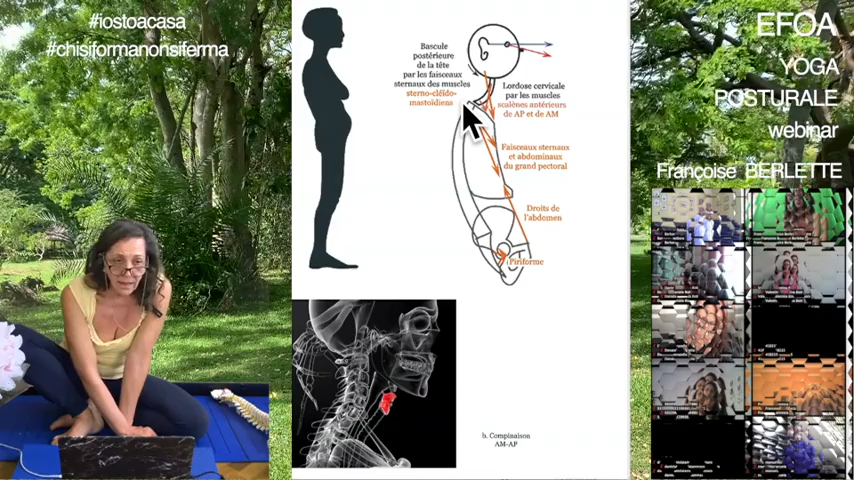 #iostoacasa
#chisiformanonsiferma
Bascule
postérieure
de la tête
par les faisceaux
sternaux des muscles
sterno-cléido-
mastoïdiens
Lordose cervicale
par les muscles
scalènes antérieurs
de AP et de AM
Faisceaux sternaux
et abdominaux
du grand pectoral
Droits de
l'abdomen
Piriforme
b. Compinaison
AM-AP
EFOA
YOGA
POSTURALE
webinar
Françoise BERLETTE